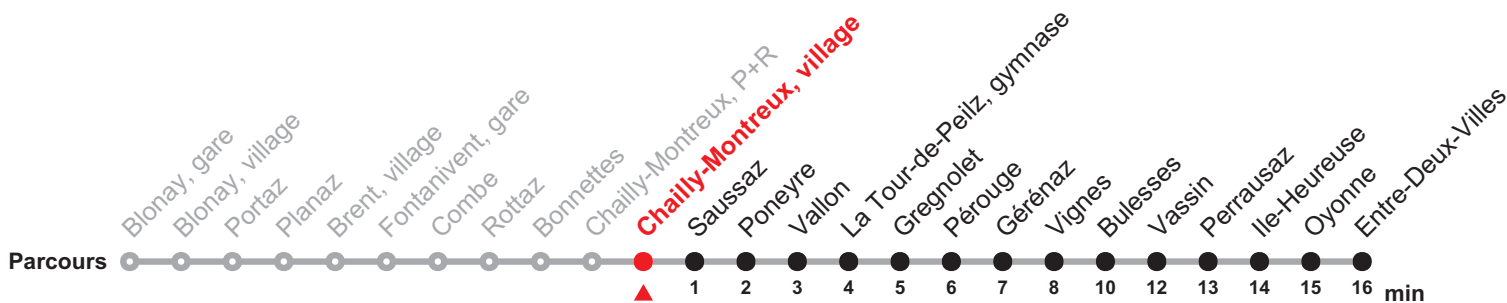 Parcours
Blonay, gare
Blonay, village
Portaz
Planaz
Brent, village
Fontanivent, gare
Combe
Rottaz
Bonnettes
Chailly-Montreux, P+R
Chailly-Montreux, village
Saussaz
Poneyre
Vallon
La Tour-de-Peilz, gymnase
Gregnolet
Pérouge
Gérénaz
Vignes
Bulesses
Vassin
Perrausaz
Ile-Heureuse
Oyonne
Entre-Deux-Villes
1 2 3 4 5 6 7 8 10 12 13 14 15 16 min